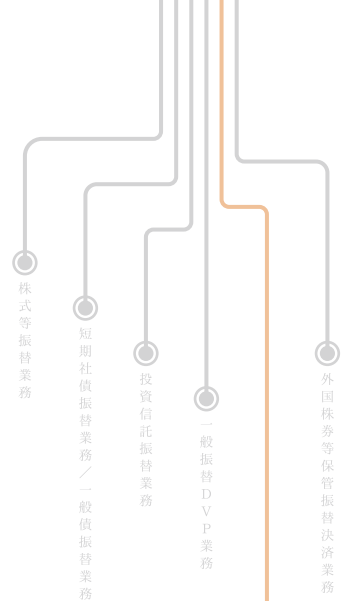 株式等振替業務
短期社債振替業務／一般債振替業務
投資信託振替業務
一般振替DVP業務
外国株券等保管振替決済業務